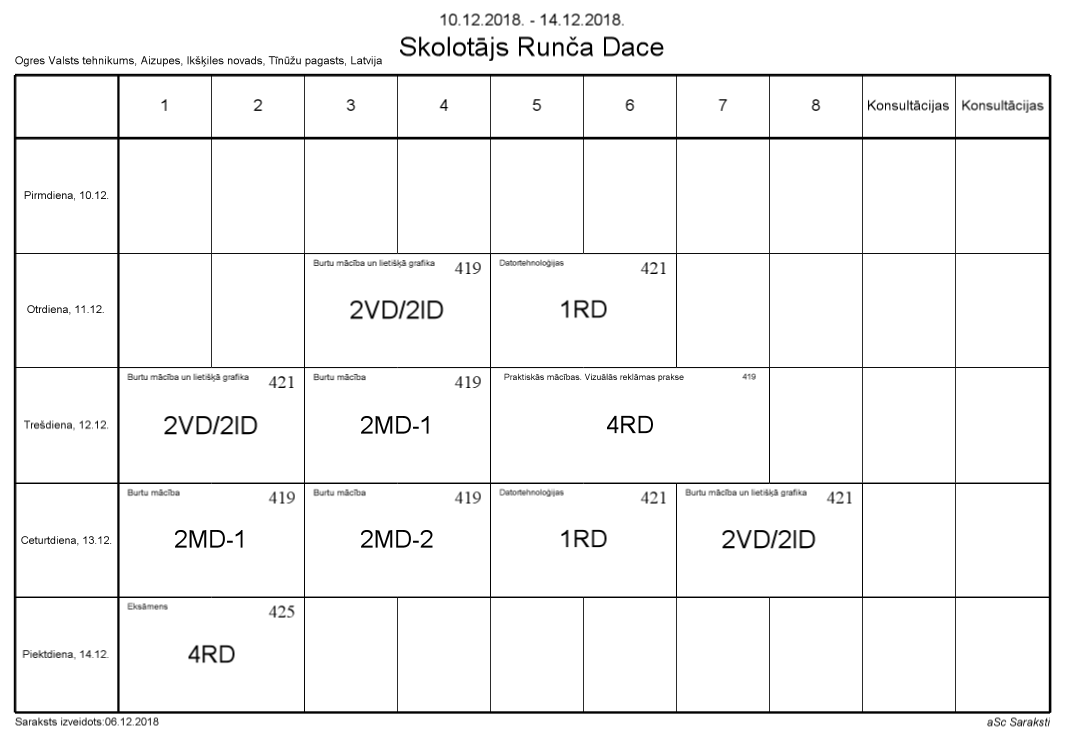 10.12.2018. - 14.12.2018.
Skolotājs Runča Dace
Ogres Valsts tehnikums, Aizupes, Ikšķiles novads, Tīnūžu pagasts, Latvija
1 2 3 4 5 6 7 8 Konsultācijas Konsultācijas
Pirmdiena, 10.12.
Burtu mācība un lietišķā grafika 419 Datortehnoloģijas 421
Otrdiena, 11.12. 2VD/2ID 1RD
Burtu mācība un lietišķā grafika 421 Burtu mācība 419 Praktiskās mācības. Vizuālās reklāmas prakse 419
Trešdiena, 12.12. 2VD/2ID 2MD-1 4RD
Burtu mācība 419 Burtu mācība 419 Datortehnoloģijas 421 Burtu mācība un lietišķā grafika 421
Ceturtdiena, 13.12. 2MD-1 2MD-2 1RD 2VD/2ID
Eksāmens 425
Piektdiena, 14.12. 4RD
Saraksts izveidots:06.12.2018 aSc Saraksti